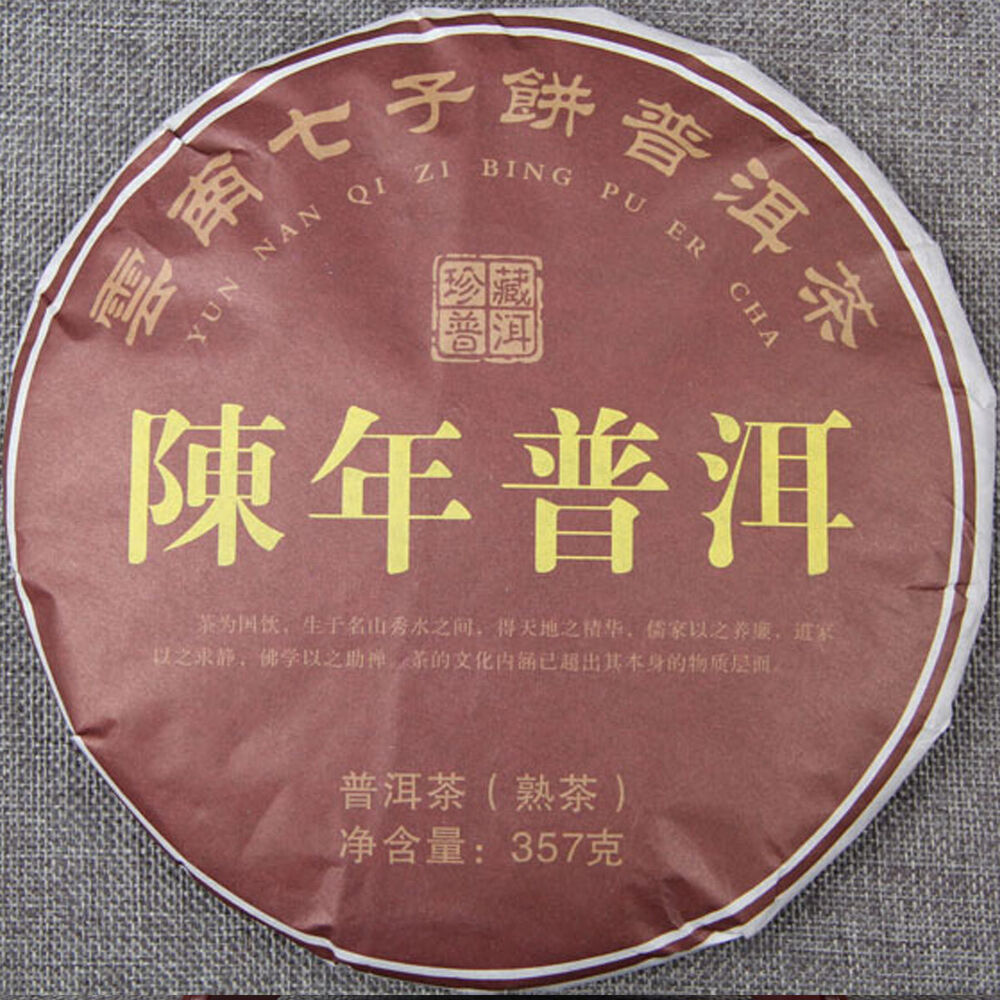 雲南七子餅普洱茶
YUN NAN QI ZI BING PU ER CHA
珍藏
普洱
陳年普洱
茶为国饮，生于名山秀水之间，得天地之精华，儒家以之养廉，道家
以之求静，佛学以之助禅，茶的文化内涵已超出其本身的物质层面
普洱茶（熟茶）
净含量：357克